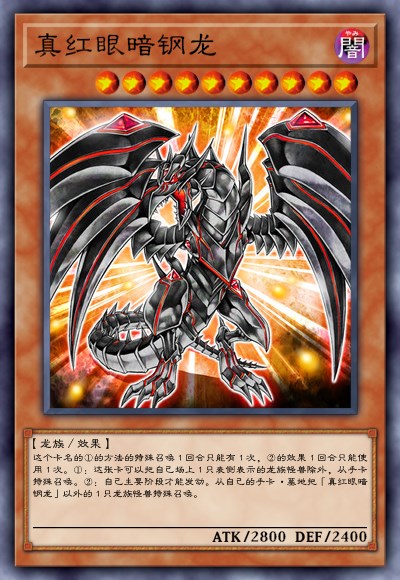 真红眼暗钢龙
やみ
闇
【龙族/效果】
这个卡名的①的方法的特殊召唤1回合只能有1次，②的效果1回合只能使
用1次。①：这张卡可以把自己场上1只表侧表示的龙族怪兽除外，从手卡
特殊召唤。②：自己主要阶段才能发动。从自己的手卡·墓地把「真红眼暗
钢龙」以外的1只龙族怪兽特殊召唤。
ATK/2800 DEF/2400